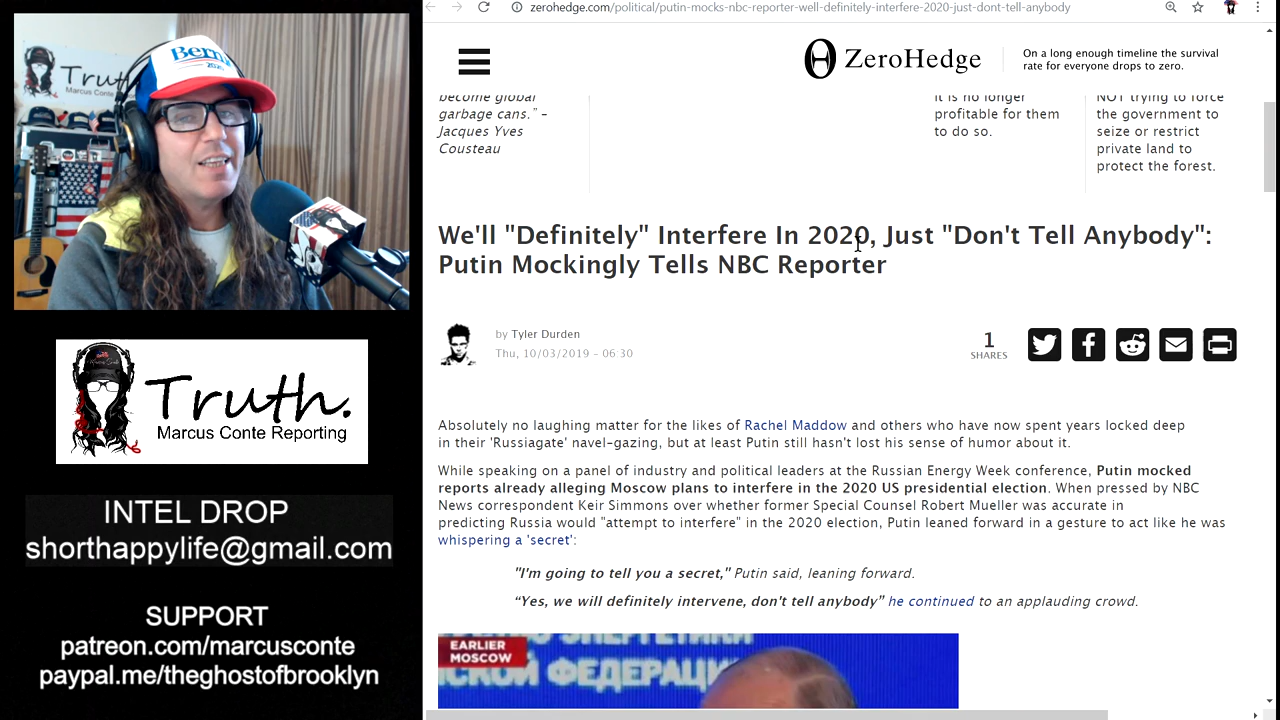 zerohedge.com/political/putin-mocks-nbc-reporter-well-definitely-interfere-2020-just-dont-tell-anybody
ZeroHedge
On a long enough timeline the survival
rate for everyone drops to zero.
become global
garbage cans.” –
Jacques Yves
Cousteau
it is no longer
profitable for them
to do so.
NOT trying to force
the government to
seize or restrict
private land to
protect the forest.
We'll "Definitely" Interfere In 2020, Just "Don't Tell Anybody":
Putin Mockingly Tells NBC Reporter
by Tyler Durden
Thu, 10/03/2019 - 06:30
1
SHARES
Absolutely no laughing matter for the likes of Rachel Maddow and others who have now spent years locked deep
in their 'Russiagate' navel-gazing, but at least Putin still hasn't lost his sense of humor about it.
While speaking on a panel of industry and political leaders at the Russian Energy Week conference, Putin mocked
reports already alleging Moscow plans to interfere in the 2020 US presidential election. When pressed by NBC
News correspondent Keir Simmons over whether former Special Counsel Robert Mueller was accurate in
predicting Russia would "attempt to interfere" in the 2020 election, Putin leaned forward in a gesture to act like he was
whispering a 'secret':
"I'm going to tell you a secret," Putin said, leaning forward.
“Yes, we will definitely intervene, don't tell anybody” he continued to an applauding crowd.
EARLIER
MOSCOW
СКОЙ ФЕДЕРАЦИ
Truth
Marcus Conte Reporting
Bern
Truth.
Marcus Conte Reporting
INTEL DROP
shorthappylife@gmail.com
SUPPORT
patreon.com/marcusconte
paypal.me/theghostofbrooklyn